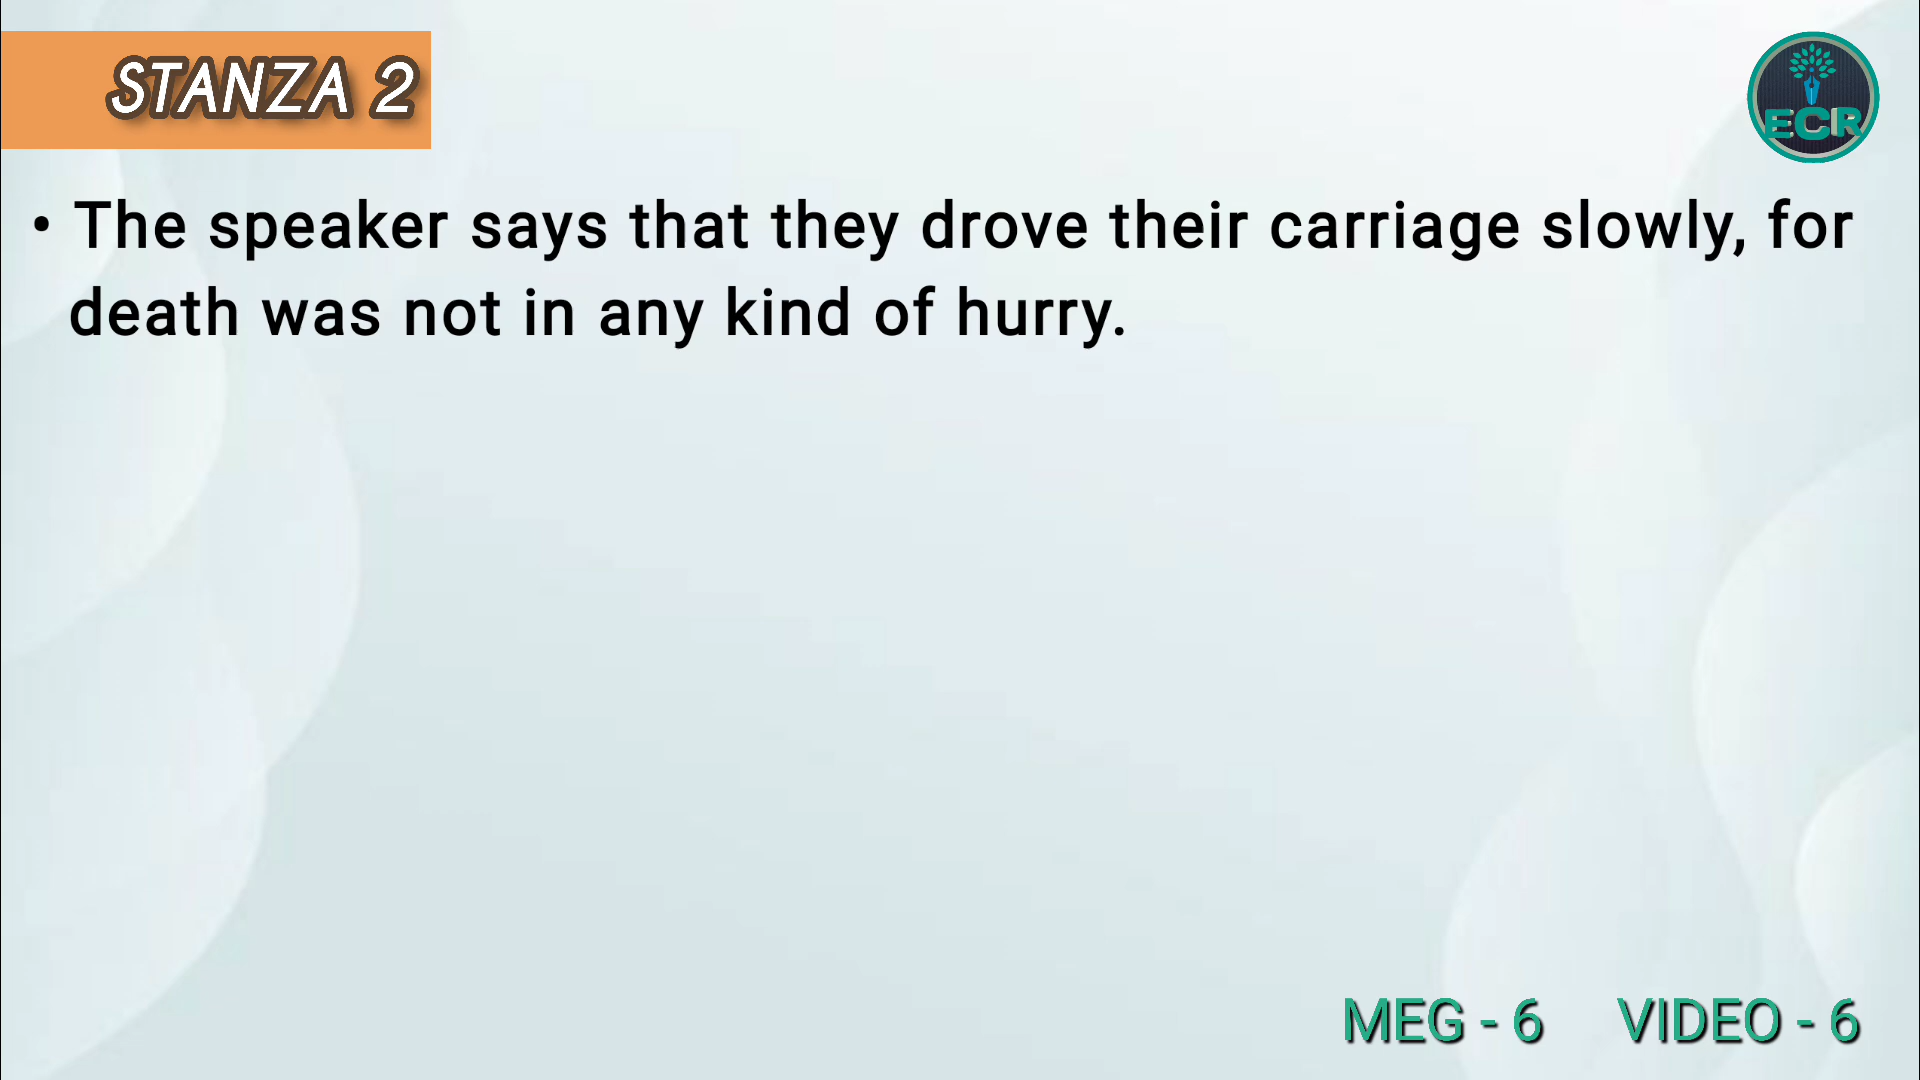 STANZA 2
ECR
• The speaker says that they drove their carriage slowly, for
death was not in any kind of hurry.
MEG - 6 VIDEO - 6